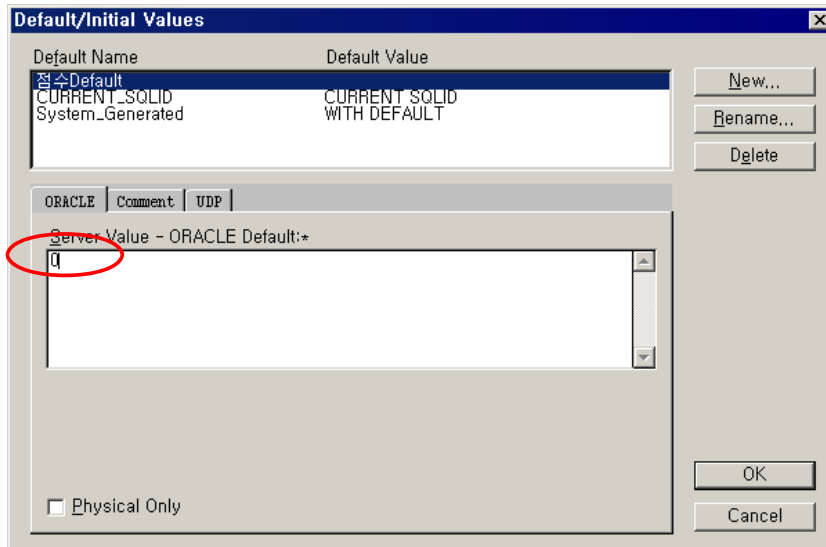 Default/Initial Values
Default Name Default Value
점수Default
CURRENT_SQLID CURRENT SQLID
System_Generated WITH DEFAULT
New...
Rename...
Delete
ORACLE Comment UDP
Server Value - ORACLE Default:*
0
Physical Only
OK
Cancel